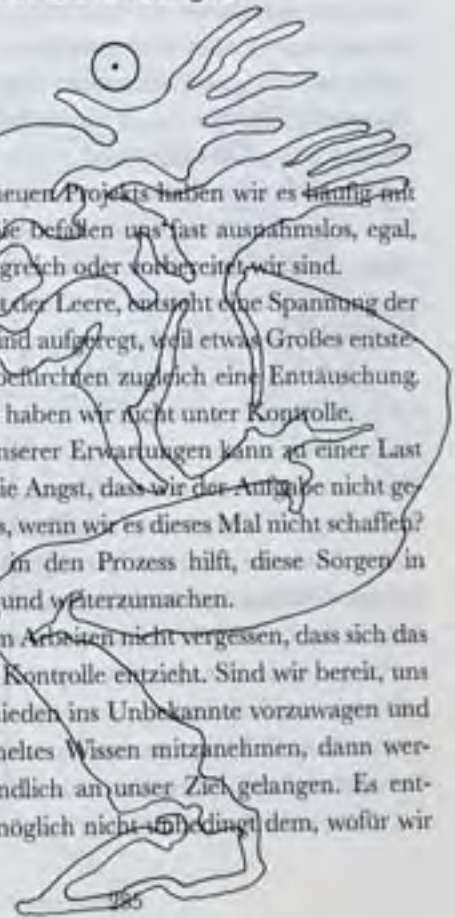 neuen Projekts haben wir es häufig mit
ie befallen uns fast ausnahmslos, egal,
greich oder vorbereitet wir sind.
t der Leere, entsteht eine Spannung der
ind aufgeregt, weil etwas Großes entste-
befürchten zugleich eine Enttäuschung.
haben wir nicht unter Kontrolle.
nserer Erwartungen kann zu einer Last
ie Angst, dass wir der Aufgabe nicht ge-
s, wenn wir es dieses Mal nicht schaffen?
in den Prozess hilft, diese Sorgen in
und weiterzumachen.
m Arbeiten nicht vergessen, dass sich das
Kontrolle entzieht. Sind wir bereit, uns
ieden ins Unbekannte vorzuwagen und
meltes Wissen mitzunehmen, dann wer-
ndlich an unser Ziel gelangen. Es ent-
möglich nicht unbedingt dem, wofür wir